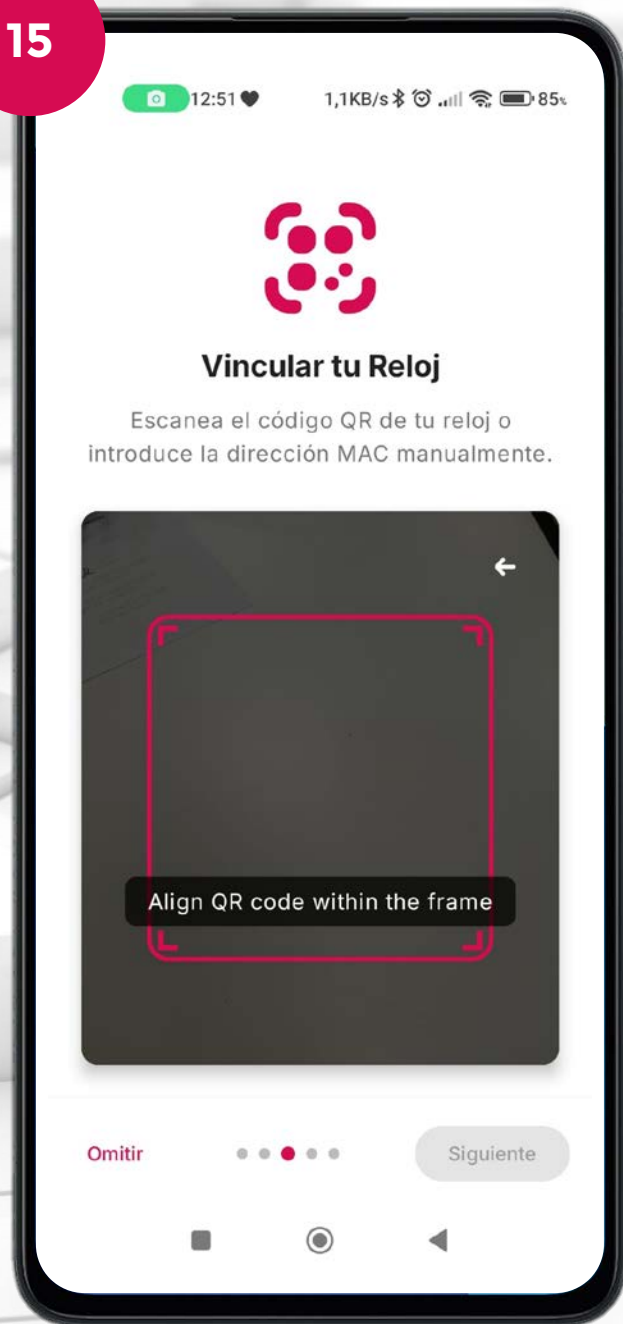 15
12:51 1,1KB/s 85%
Vincular tu Reloj
Escanea el código QR de tu reloj o
introduce la dirección MAC manualmente.
Align QR code within the frame
Omitir Siguiente